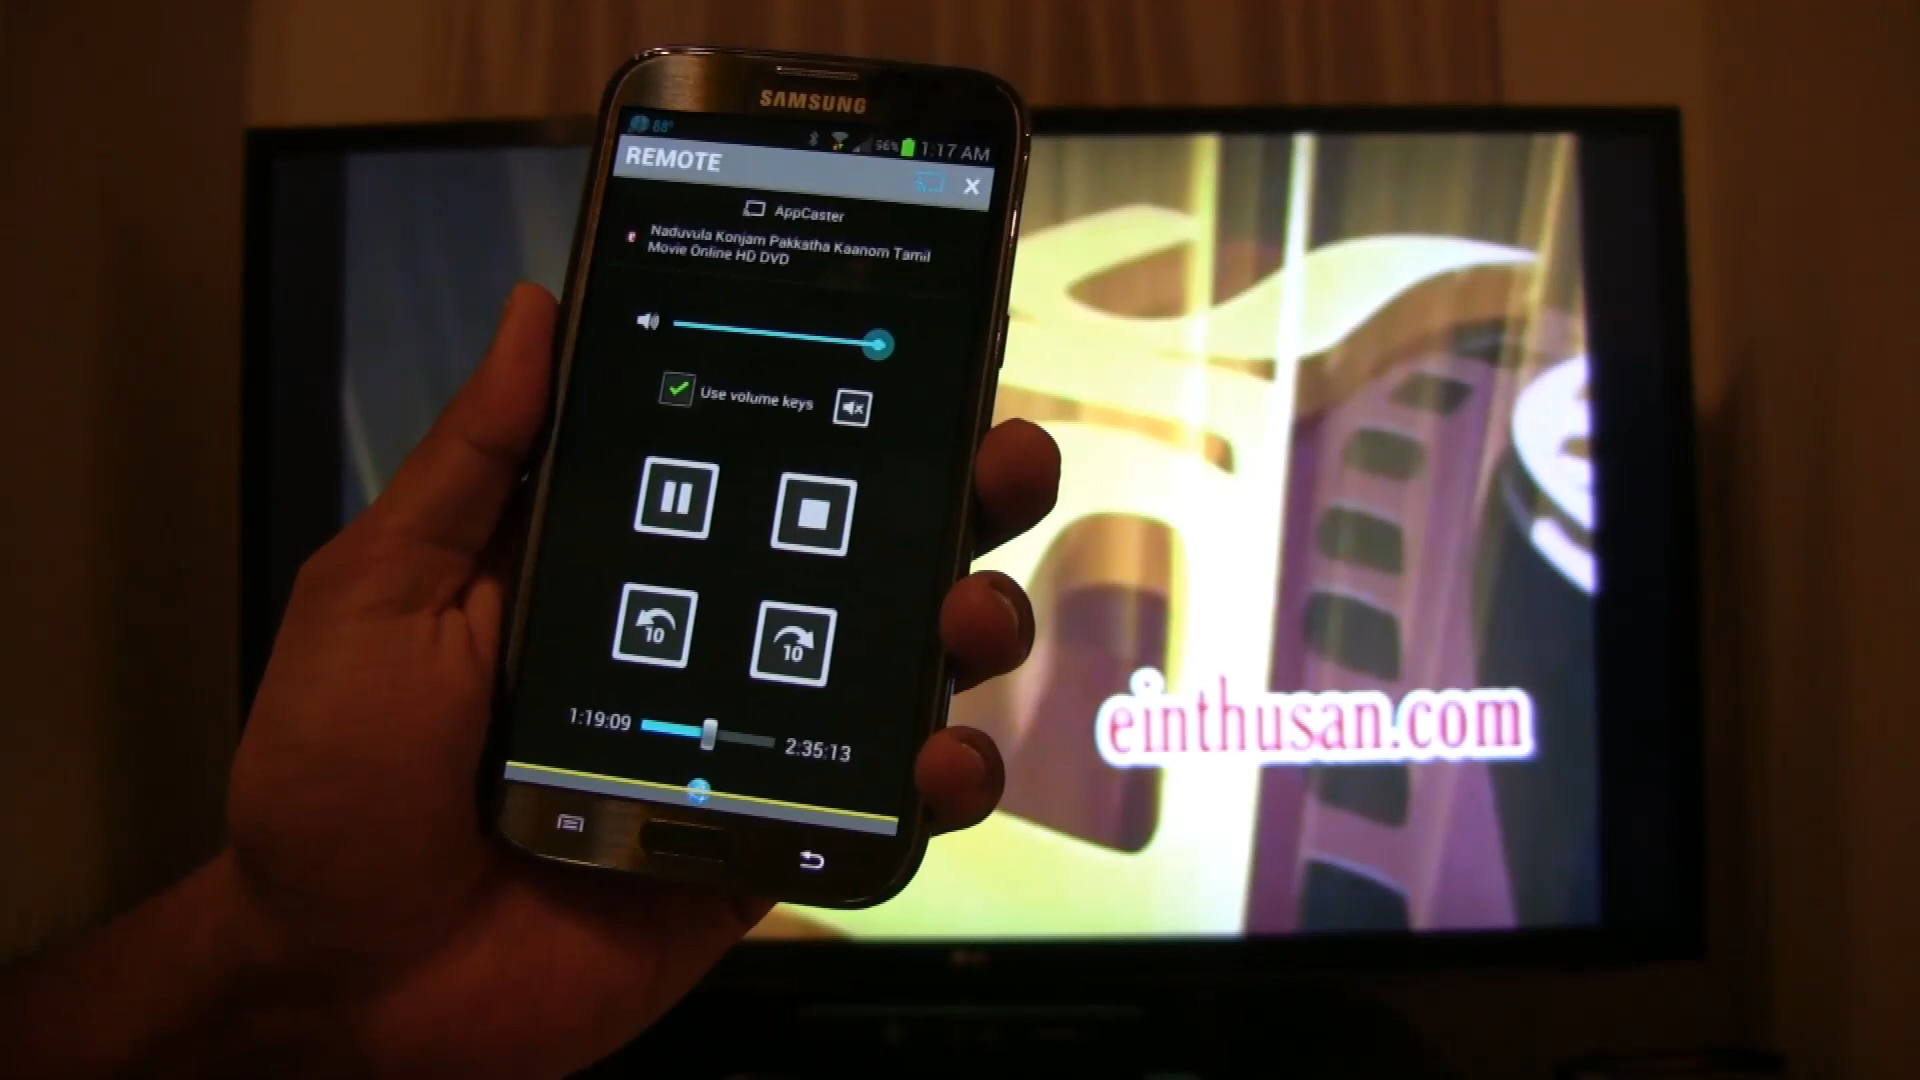 SAMSUNG
88°
56% 1:17 AM
REMOTE
AppCaster
Naduvula Konjam Pakkatha Kaanom Tamil
Movie Online HD DVD
Use volume keys
10
10
1:19:09
2:35:13
einthusan.com